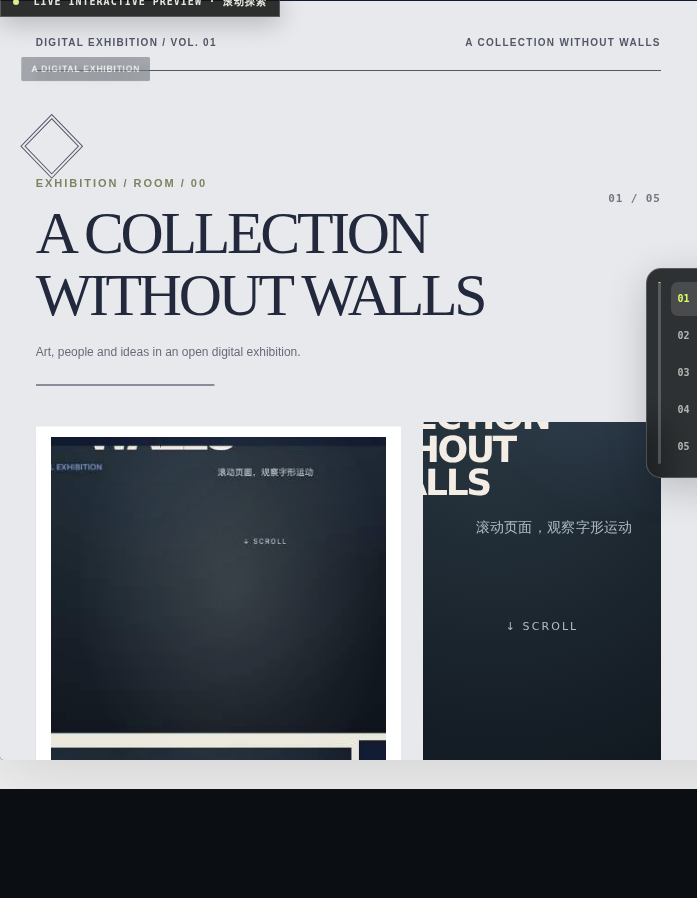 LIVE INTERACTIVE PREVIEW · 滚动探索
DIGITAL EXHIBITION / VOL. 01
A COLLECTION WITHOUT WALLS
A DIGITAL EXHIBITION
EXHIBITION / ROOM / 00
01 / 05
A COLLECTION
WITHOUT WALLS
Art, people and ideas in an open digital exhibition.
01
02
03
04
05
WALLS
L EXHIBITION
滚动页面，观察字形运动
↓ SCROLL
ECTION
HOUT
ALLS
滚动页面，观察字形运动
↓ SCROLL